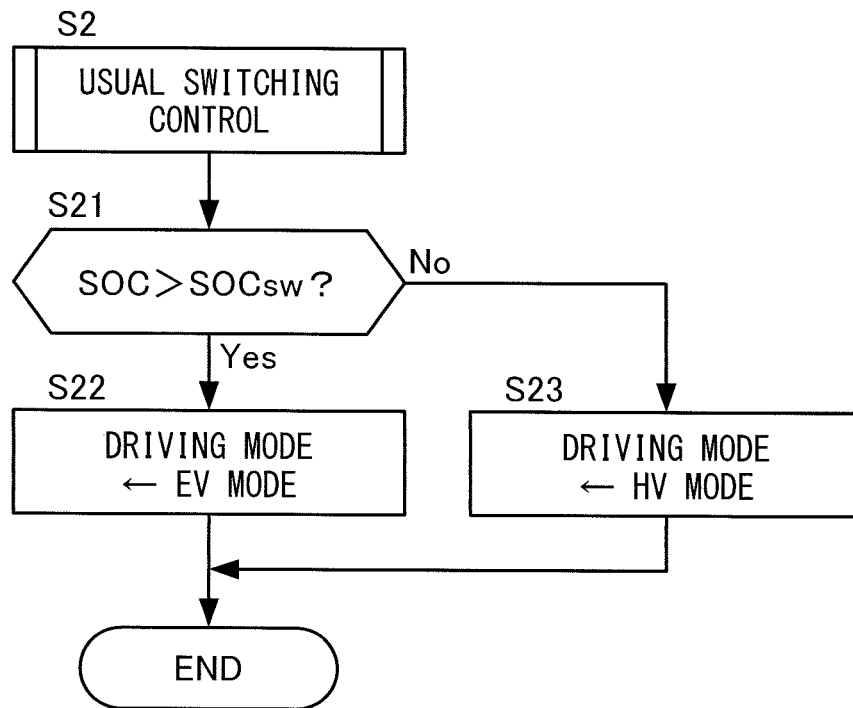 S2
USUAL SWITCHING
CONTROL
S21
SOC＞SOCsw?
No
Yes
S22
DRIVING MODE
← EV MODE
S23
DRIVING MODE
← HV MODE
END